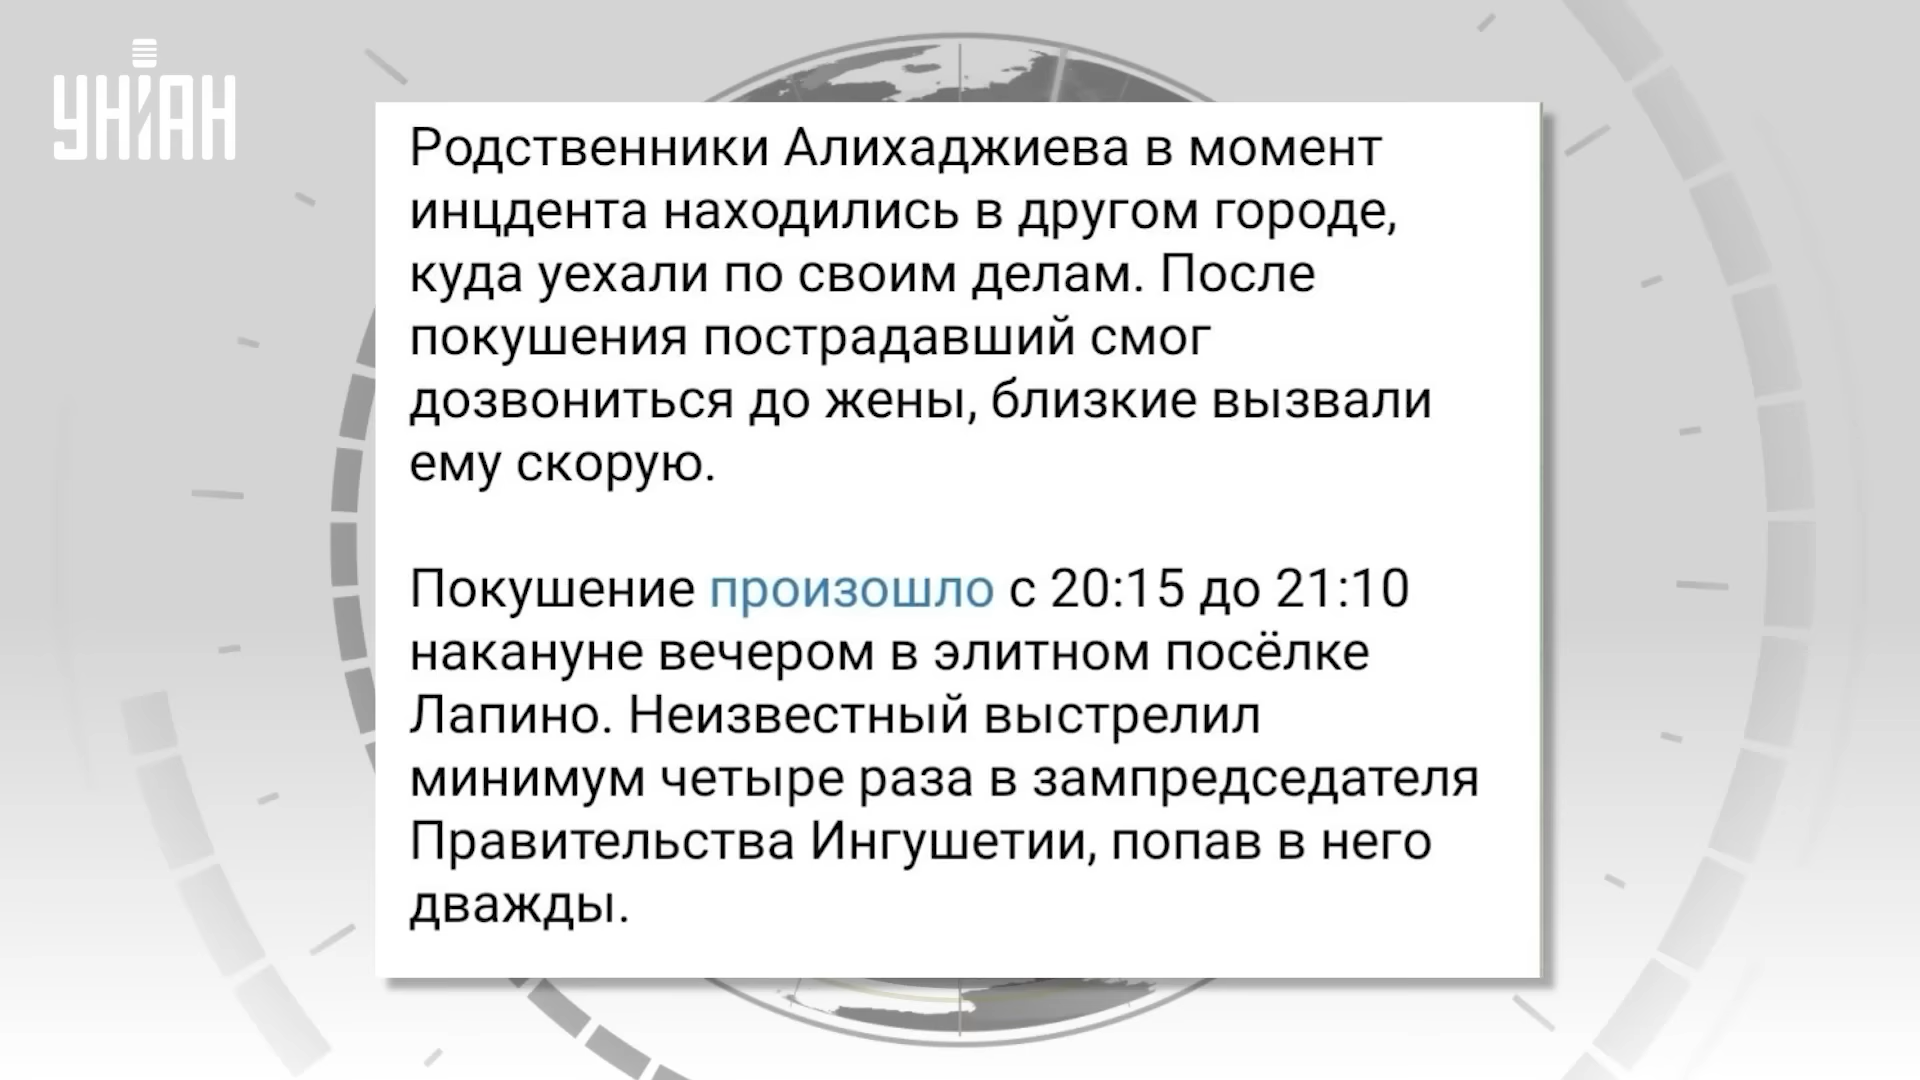 УНІАН
Родственники Алихаджиева в момент
инцдента находились в другом городе,
куда уехали по своим делам. После
покушения пострадавший смог
дозвониться до жены, близкие вызвали
ему скорую.
Покушение произошло с 20:15 до 21:10
накануне вечером в элитном посёлке
Лапино. Неизвестный выстрелил
минимум четыре раза в зампредседателя
Правительства Ингушетии, попав в него
дважды.